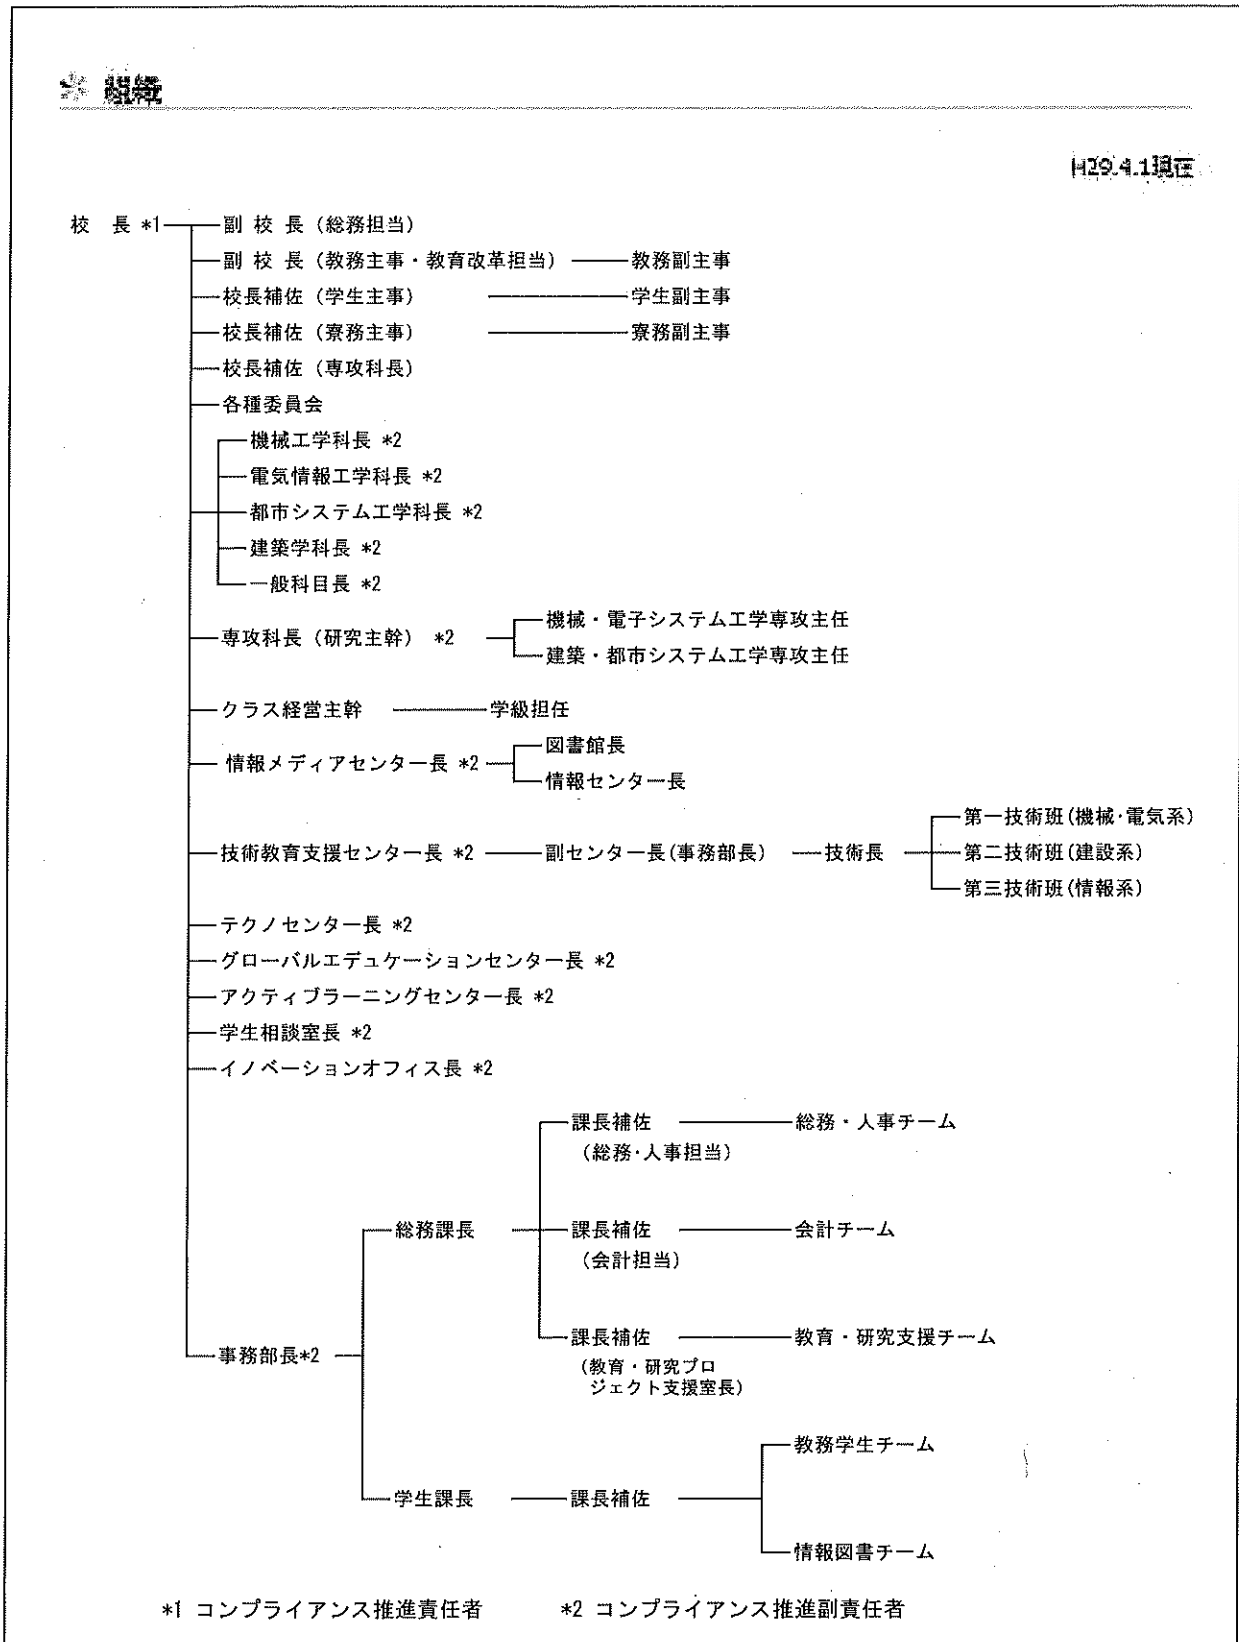 組織
H29.4.1現在
校 長 *1 副 校 長 (総務担当)
副 校 長 (教務主事・教育改革担当) 教務副主事
校長補佐 (学生主事) 学生副主事
校長補佐 (寮務主事) 寮務副主事
校長補佐 (専攻科長)
各種委員会
機械工学科長 *2
電気情報工学科長 *2
都市システム工学科長 *2
建築学科長 *2
一般科目長 *2
専攻科長 (研究主幹) *2
機械・電子システム工学専攻主任
建築・都市システム工学専攻主任
クラス経営主幹 学級担任
情報メディアセンター長 *2
図書館長
情報センター長
技術教育支援センター長 *2 副センター長(事務部長) 技術長
第一技術班(機械・電気系)
第二技術班(建設系)
第三技術班(情報系)
テクノセンター長 *2
グローバルエデュケーションセンター長 *2
アクティブラーニングセンター長 *2
学生相談室長 *2
イノベーションオフィス長 *2
事務部長*2
総務課長
課長補佐 総務・人事チーム
(総務・人事担当)
課長補佐 会計チーム
(会計担当)
課長補佐 教育・研究支援チーム
(教育・研究プロ
ジェクト支援室長)
学生課長 課長補佐
教務学生チーム
情報図書チーム
*1 コンプライアンス推進責任者 *2 コンプライアンス推進副責任者